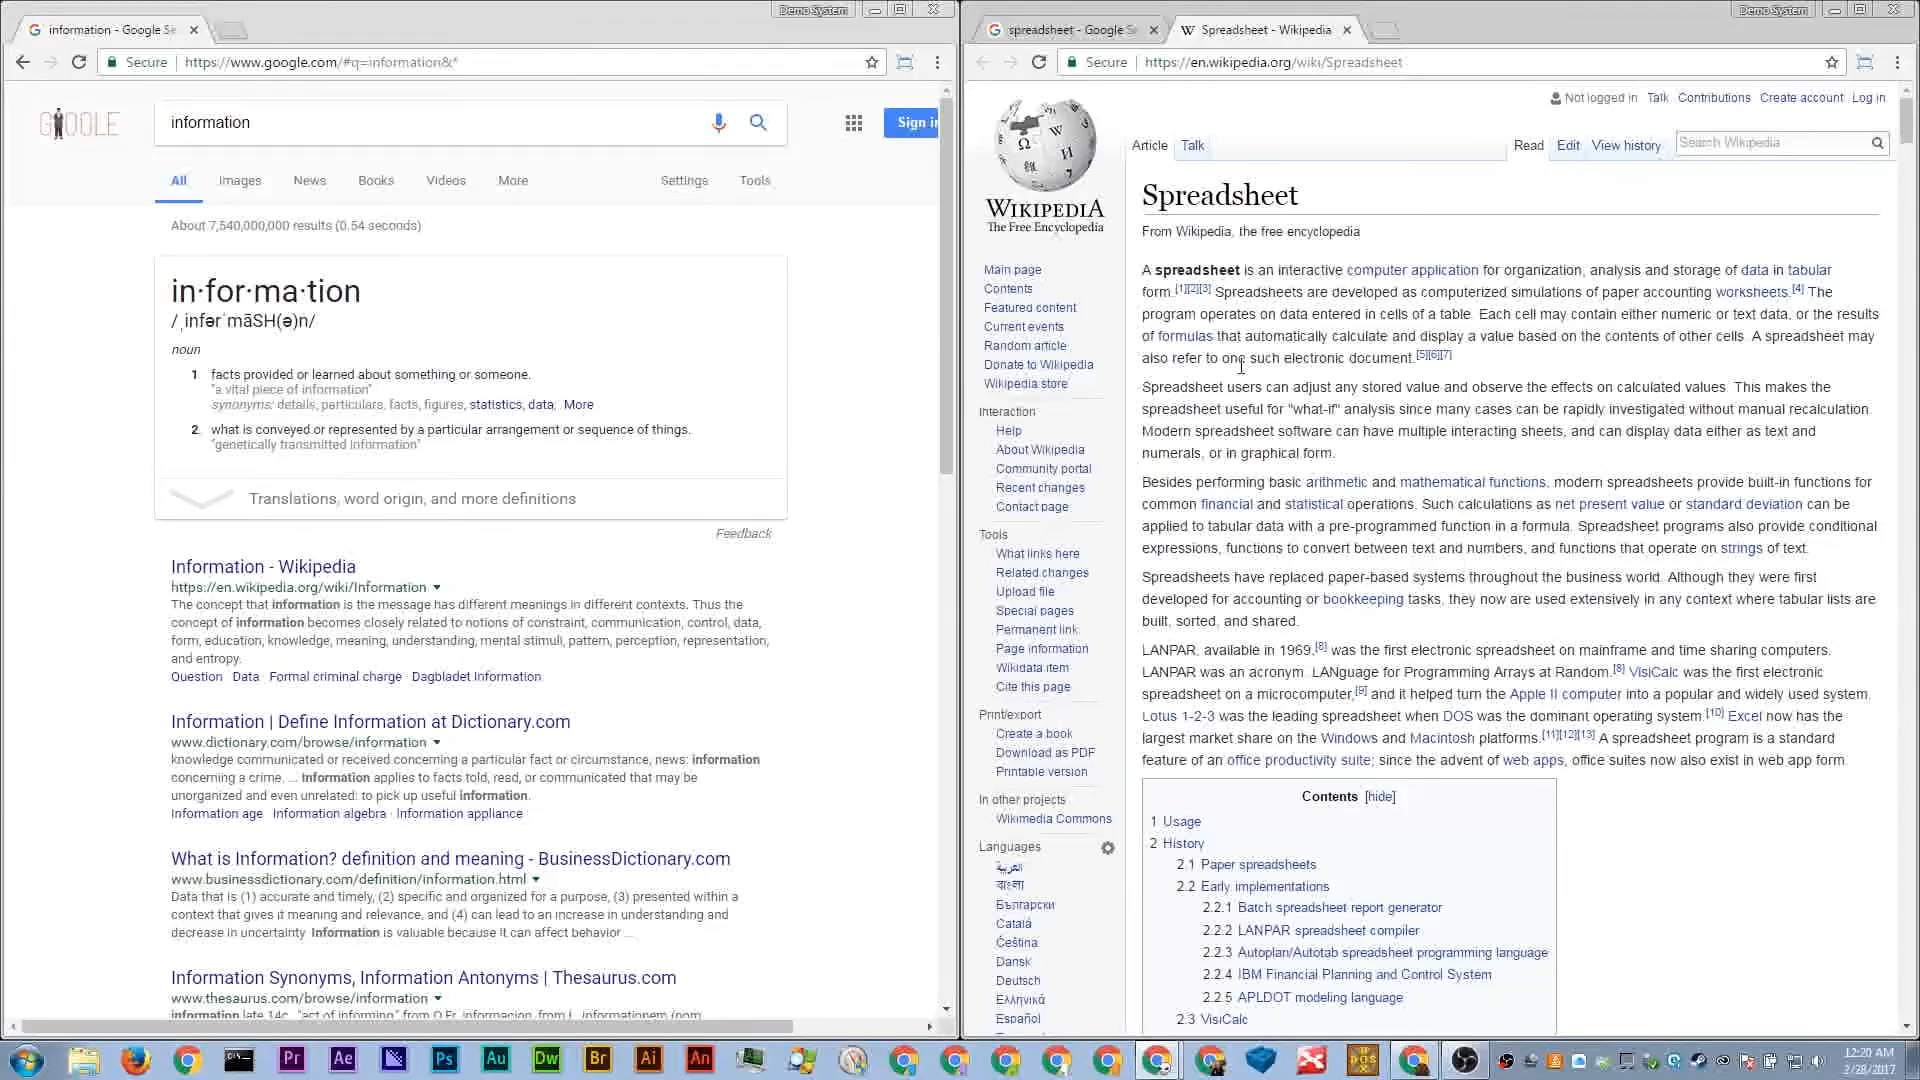 Demo System
information - Google Se
Secure
https://www.google.com/#q=information&*
GOOGLE
information
Sign in
All
Images
News
Books
Videos
More
Settings
Tools
About 7,540,000,000 results (0.54 seconds)
in·for·ma·tion
/ˌinfərˈmāSH(ə)n/
noun
1. facts provided or learned about something or someone.
"a vital piece of information"
synonyms: details, particulars, facts, figures, statistics, data; More
2. what is conveyed or represented by a particular arrangement or sequence of things.
"genetically transmitted information"
Translations, word origin, and more definitions
Feedback
Information - Wikipedia
https://en.wikipedia.org/wiki/Information
The concept that information is the message has different meanings in different contexts. Thus the
concept of information becomes closely related to notions of constraint, communication, control, data,
form, education, knowledge, meaning, understanding, mental stimuli, pattern, perception, representation,
and entropy.
Question · Data · Formal criminal charge · Dagbladet Information
Information | Define Information at Dictionary.com
www.dictionary.com/browse/information
knowledge communicated or received concerning a particular fact or circumstance, news: information
concerning a crime. ... Information applies to facts told, read, or communicated that may be
unorganized and even unrelated: to pick up useful information.
Information age · Information algebra · Information appliance
What is Information? definition and meaning - BusinessDictionary.com
www.businessdictionary.com/definition/information.html
Data that is (1) accurate and timely, (2) specific and organized for a purpose, (3) presented within a
context that gives it meaning and relevance, and (4) can lead to an increase in understanding and
decrease in uncertainty. Information is valuable because it can affect behavior ...
Information Synonyms, Information Antonyms | Thesaurus.com
www.thesaurus.com/browse/information
Demo System
spreadsheet - Google Se
Spreadsheet - Wikipedia
Secure
https://en.wikipedia.org/wiki/Spreadsheet
Not logged in
Talk
Contributions
Create account
Log in
Article
Talk
Read
Edit
View history
Search Wikipedia
WIKIPEDIA
The Free Encyclopedia
Main page
Contents
Featured content
Current events
Random article
Donate to Wikipedia
Wikipedia store
Interaction
Help
About Wikipedia
Community portal
Recent changes
Contact page
Tools
What links here
Related changes
Upload file
Special pages
Permanent link
Page information
Wikidata item
Cite this page
Print/export
Create a book
Download as PDF
Printable version
In other projects
Wikimedia Commons
Languages
العربية
বাংলা
Български
Català
Čeština
Dansk
Deutsch
Ελληνικά
Español
Spreadsheet
From Wikipedia, the free encyclopedia
A spreadsheet is an interactive computer application for organization, analysis and storage of data in tabular
form.[1][2][3] Spreadsheets are developed as computerized simulations of paper accounting worksheets.[4] The
program operates on data entered in cells of a table. Each cell may contain either numeric or text data, or the results
of formulas that automatically calculate and display a value based on the contents of other cells. A spreadsheet may
also refer to one such electronic document.[5][6][7]
Spreadsheet users can adjust any stored value and observe the effects on calculated values. This makes the
spreadsheet useful for "what-if" analysis since many cases can be rapidly investigated without manual recalculation.
Modern spreadsheet software can have multiple interacting sheets, and can display data either as text and
numerals, or in graphical form.
Besides performing basic arithmetic and mathematical functions, modern spreadsheets provide built-in functions for
common financial and statistical operations. Such calculations as net present value or standard deviation can be
applied to tabular data with a pre-programmed function in a formula. Spreadsheet programs also provide conditional
expressions, functions to convert between text and numbers, and functions that operate on strings of text.
Spreadsheets have replaced paper-based systems throughout the business world. Although they were first
developed for accounting or bookkeeping tasks, they now are used extensively in any context where tabular lists are
built, sorted, and shared.
LANPAR, available in 1969,[8] was the first electronic spreadsheet on mainframe and time sharing computers.
LANPAR was an acronym: LANguage for Programming Arrays at Random.[8] VisiCalc was the first electronic
spreadsheet on a microcomputer,[9] and it helped turn the Apple II computer into a popular and widely used system.
Lotus 1-2-3 was the leading spreadsheet when DOS was the dominant operating system.[10] Excel now has the
largest market share on the Windows and Macintosh platforms.[11][12][13] A spreadsheet program is a standard
feature of an office productivity suite; since the advent of web apps, office suites now also exist in web app form.
Contents [hide]
1 Usage
2 History
2.1 Paper spreadsheets
2.2 Early implementations
2.2.1 Batch spreadsheet report generator
2.2.2 LANPAR spreadsheet compiler
2.2.3 Autoplan/Autotab spreadsheet programming language
2.2.4 IBM Financial Planning and Control System
2.2.5 APLDOT modeling language
2.3 VisiCalc
Pr
Ae
Ps
Au
Dw
Br
Ai
An
DOS
12:20 AM
2/28/2017